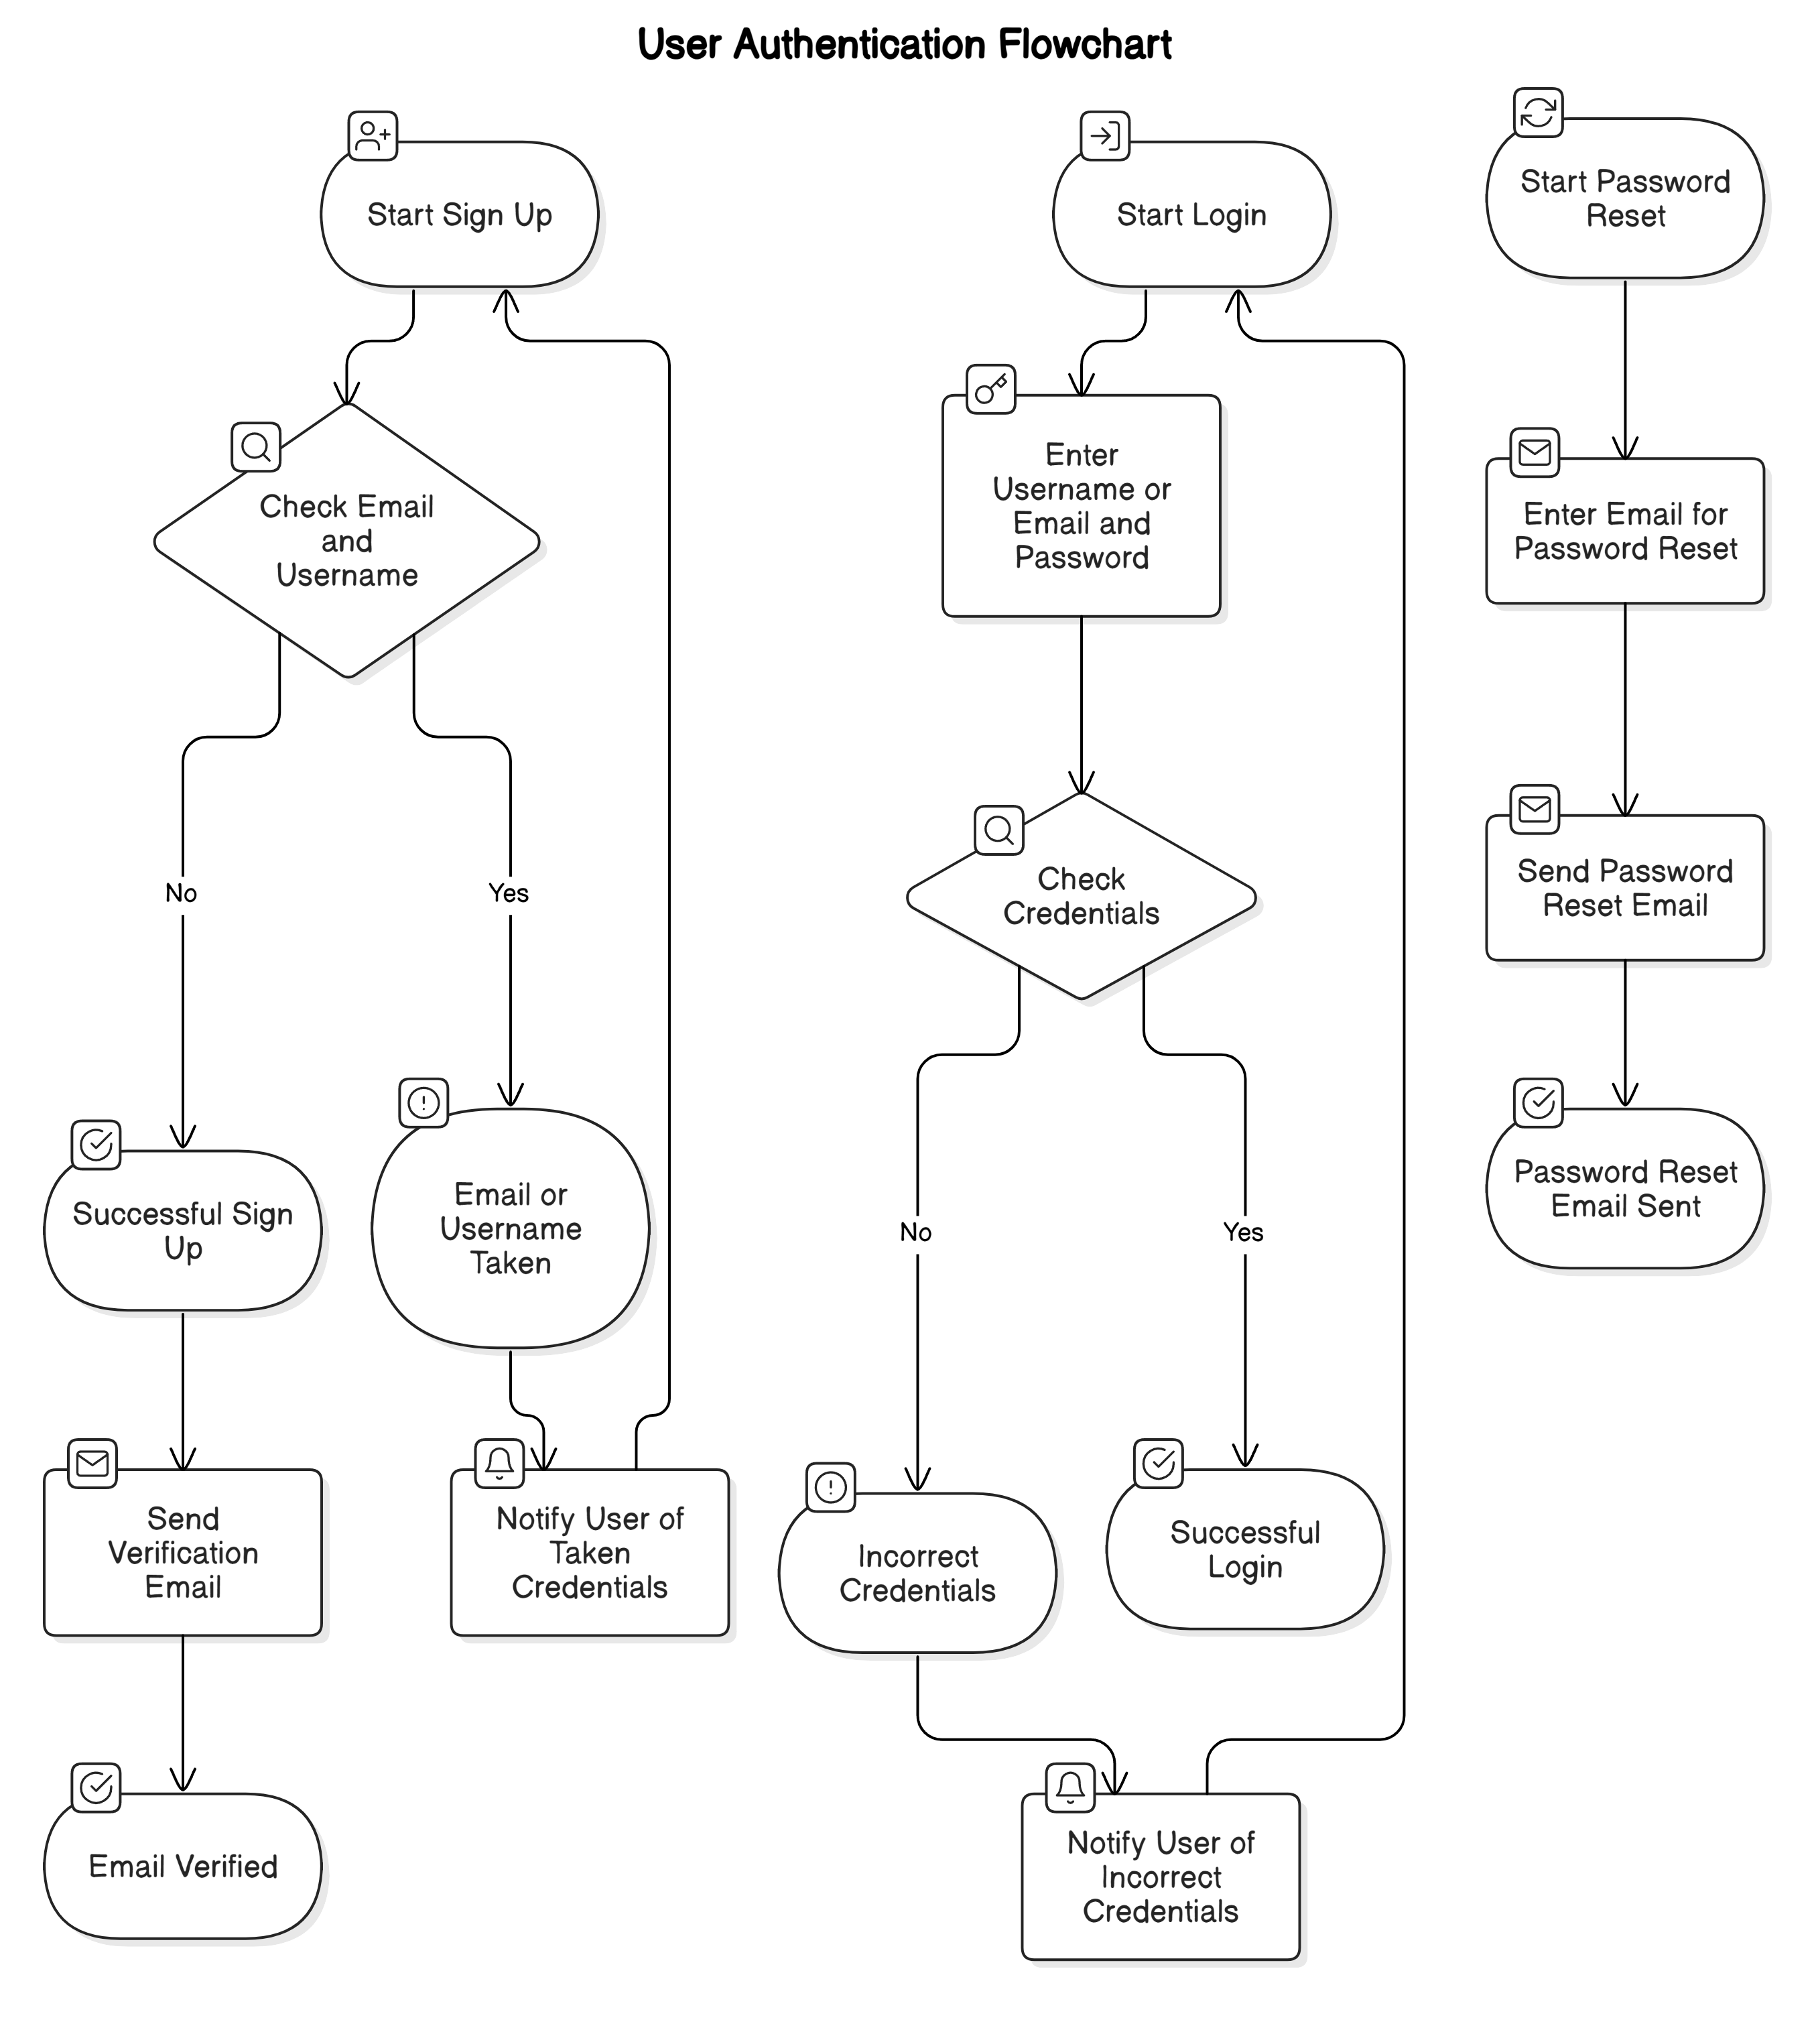 User Authentication Flowchart
Start Sign Up
Check Email
and
Username
No
Yes
Successful Sign
Up
Email or
Username
Taken
Send
Verification
Email
Notify User of
Taken
Credentials
Email Verified
Start Login
Enter
Username or
Email and
Password
Check
Credentials
No
Yes
Incorrect
Credentials
Successful
Login
Notify User of
Incorrect
Credentials
Start Password
Reset
Enter Email for
Password Reset
Send Password
Reset Email
Password Reset
Email Sent